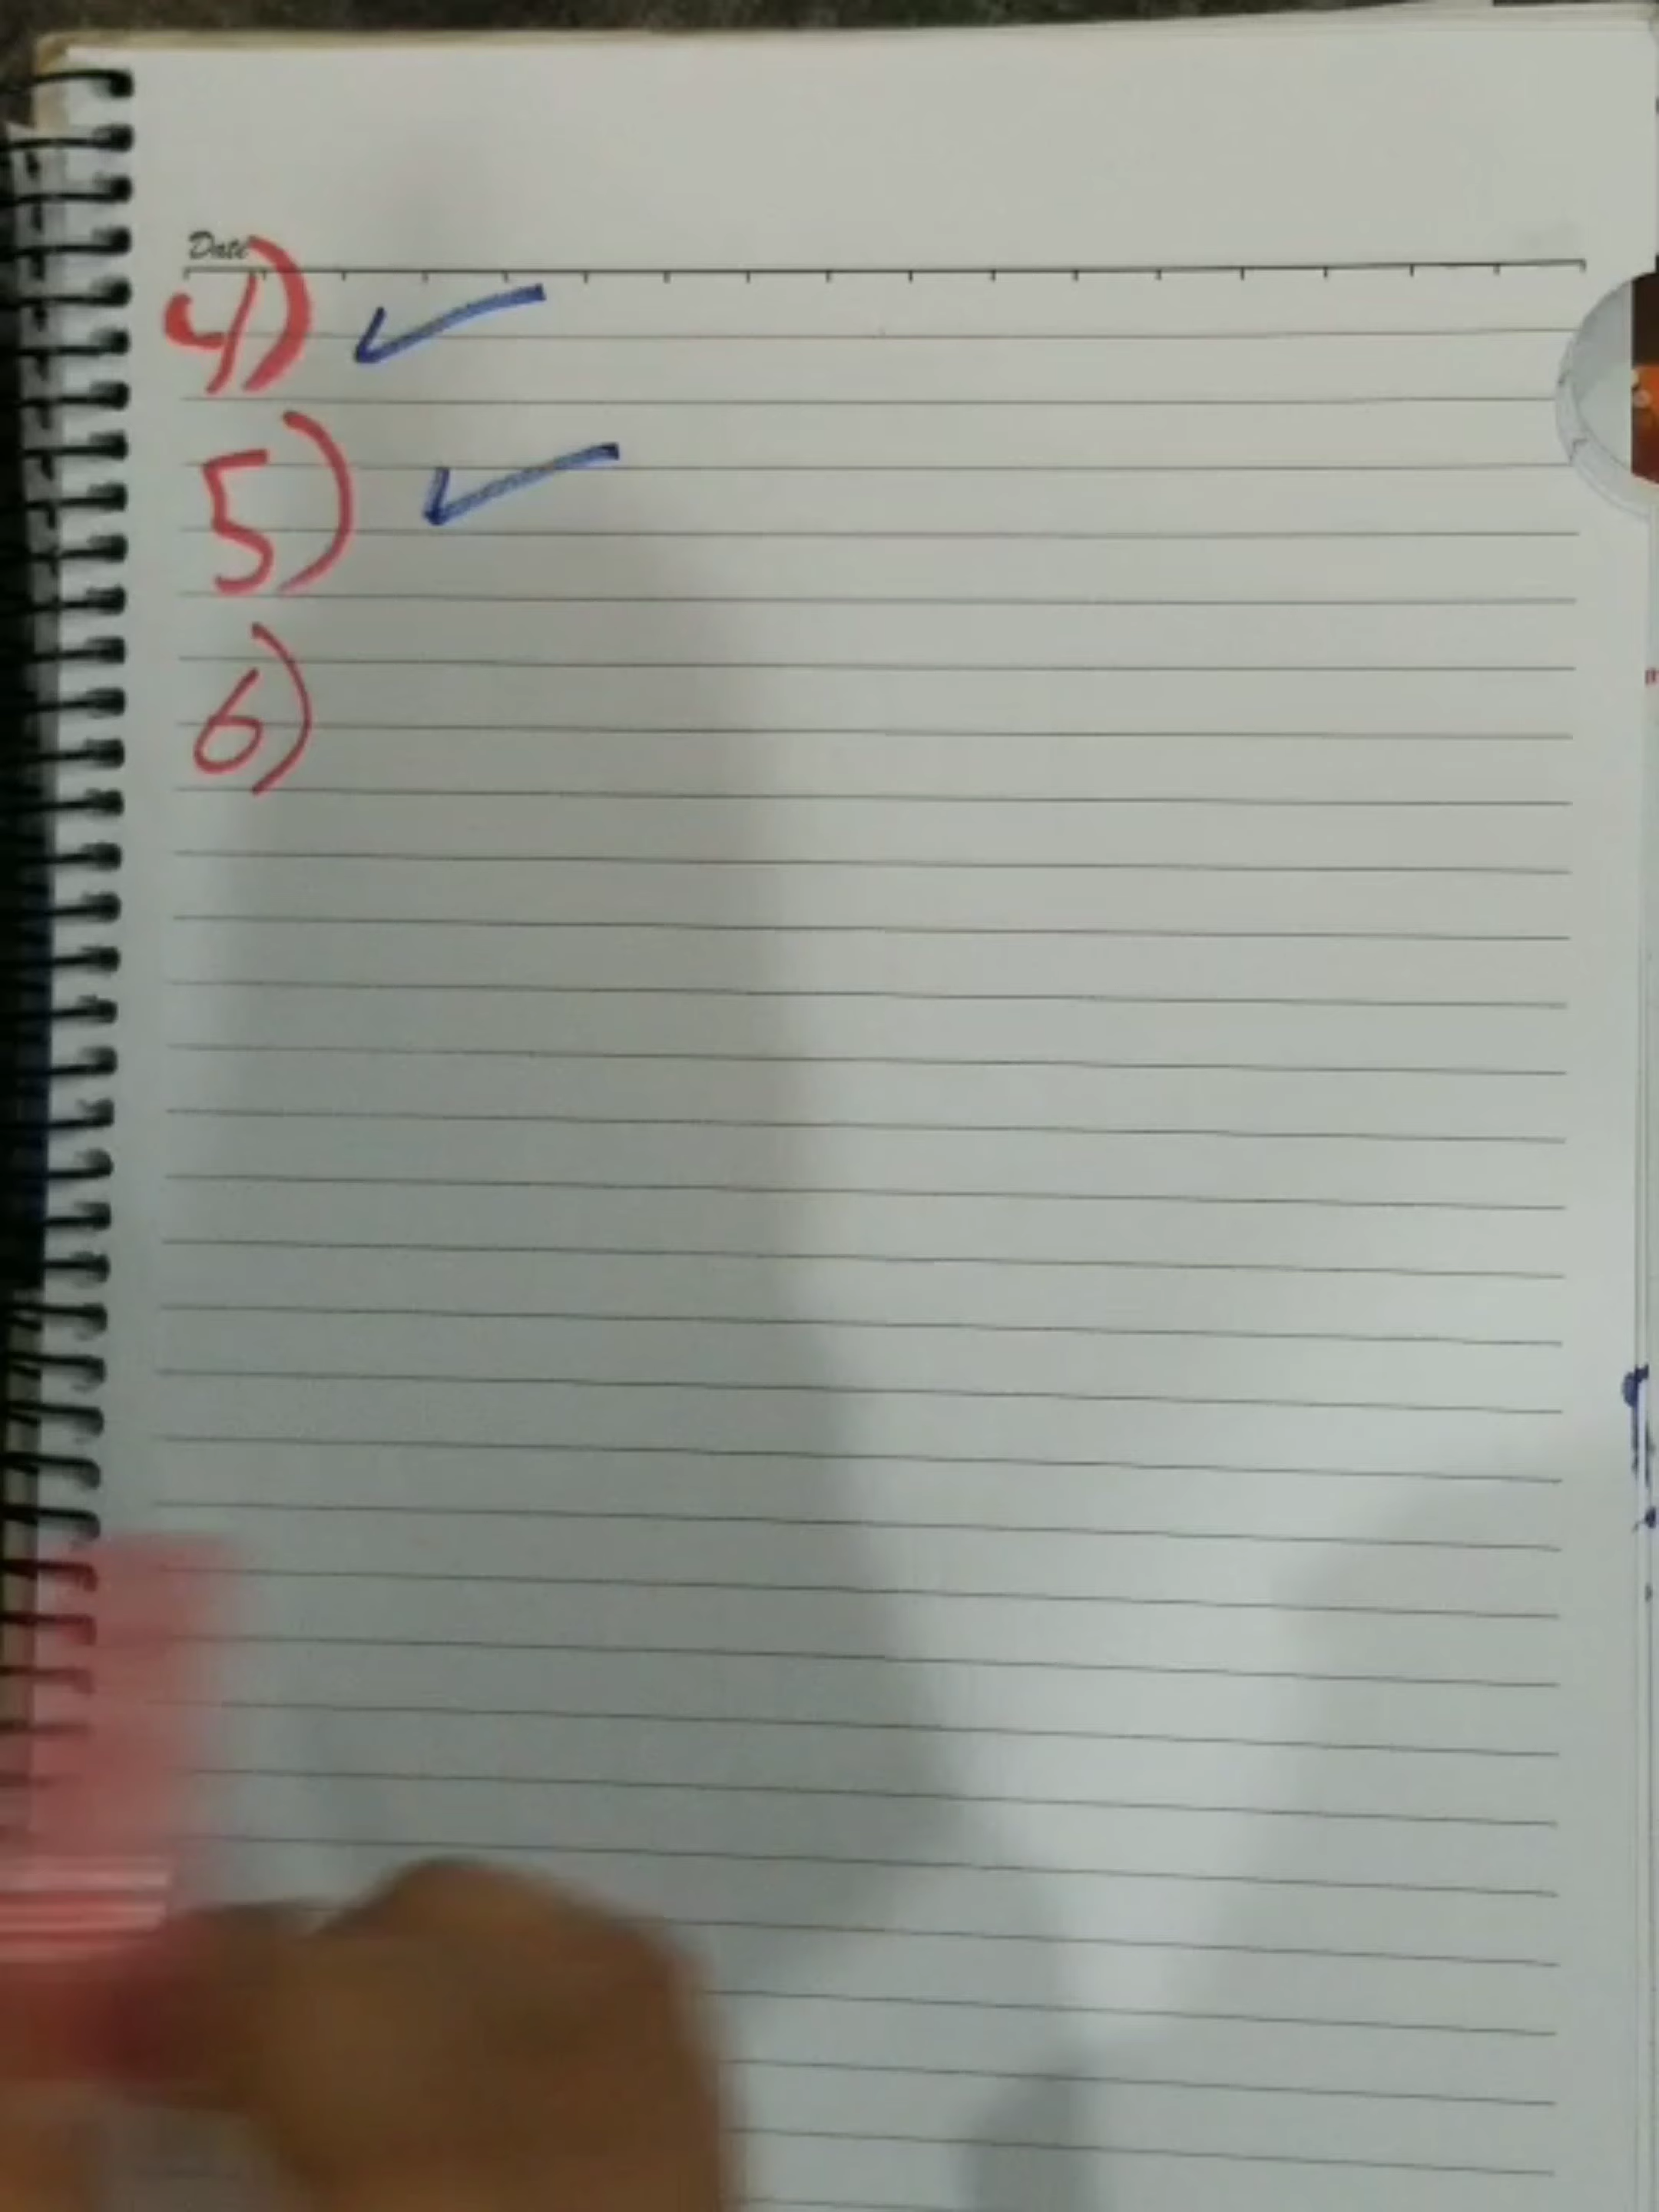 Date
4) ✓
5) ✓
6)